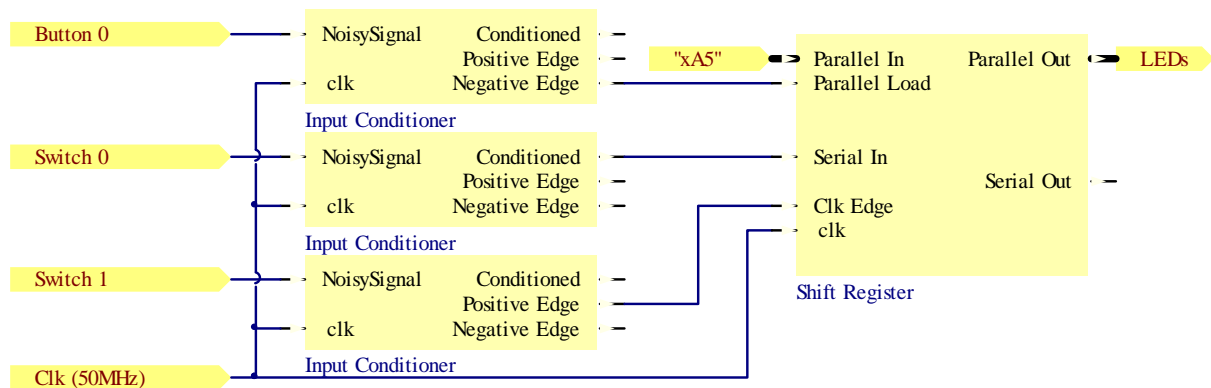 Button 0
NoisySignal
Conditioned
Positive Edge
clk
Negative Edge
Input Conditioner
Switch 0
NoisySignal
Conditioned
Positive Edge
clk
Negative Edge
Input Conditioner
Switch 1
NoisySignal
Conditioned
Positive Edge
clk
Negative Edge
Input Conditioner
Clk (50MHz)
"xA5"
Parallel In
Parallel Out
LEDs
Parallel Load
Serial In
Serial Out
Clk Edge
clk
Shift Register